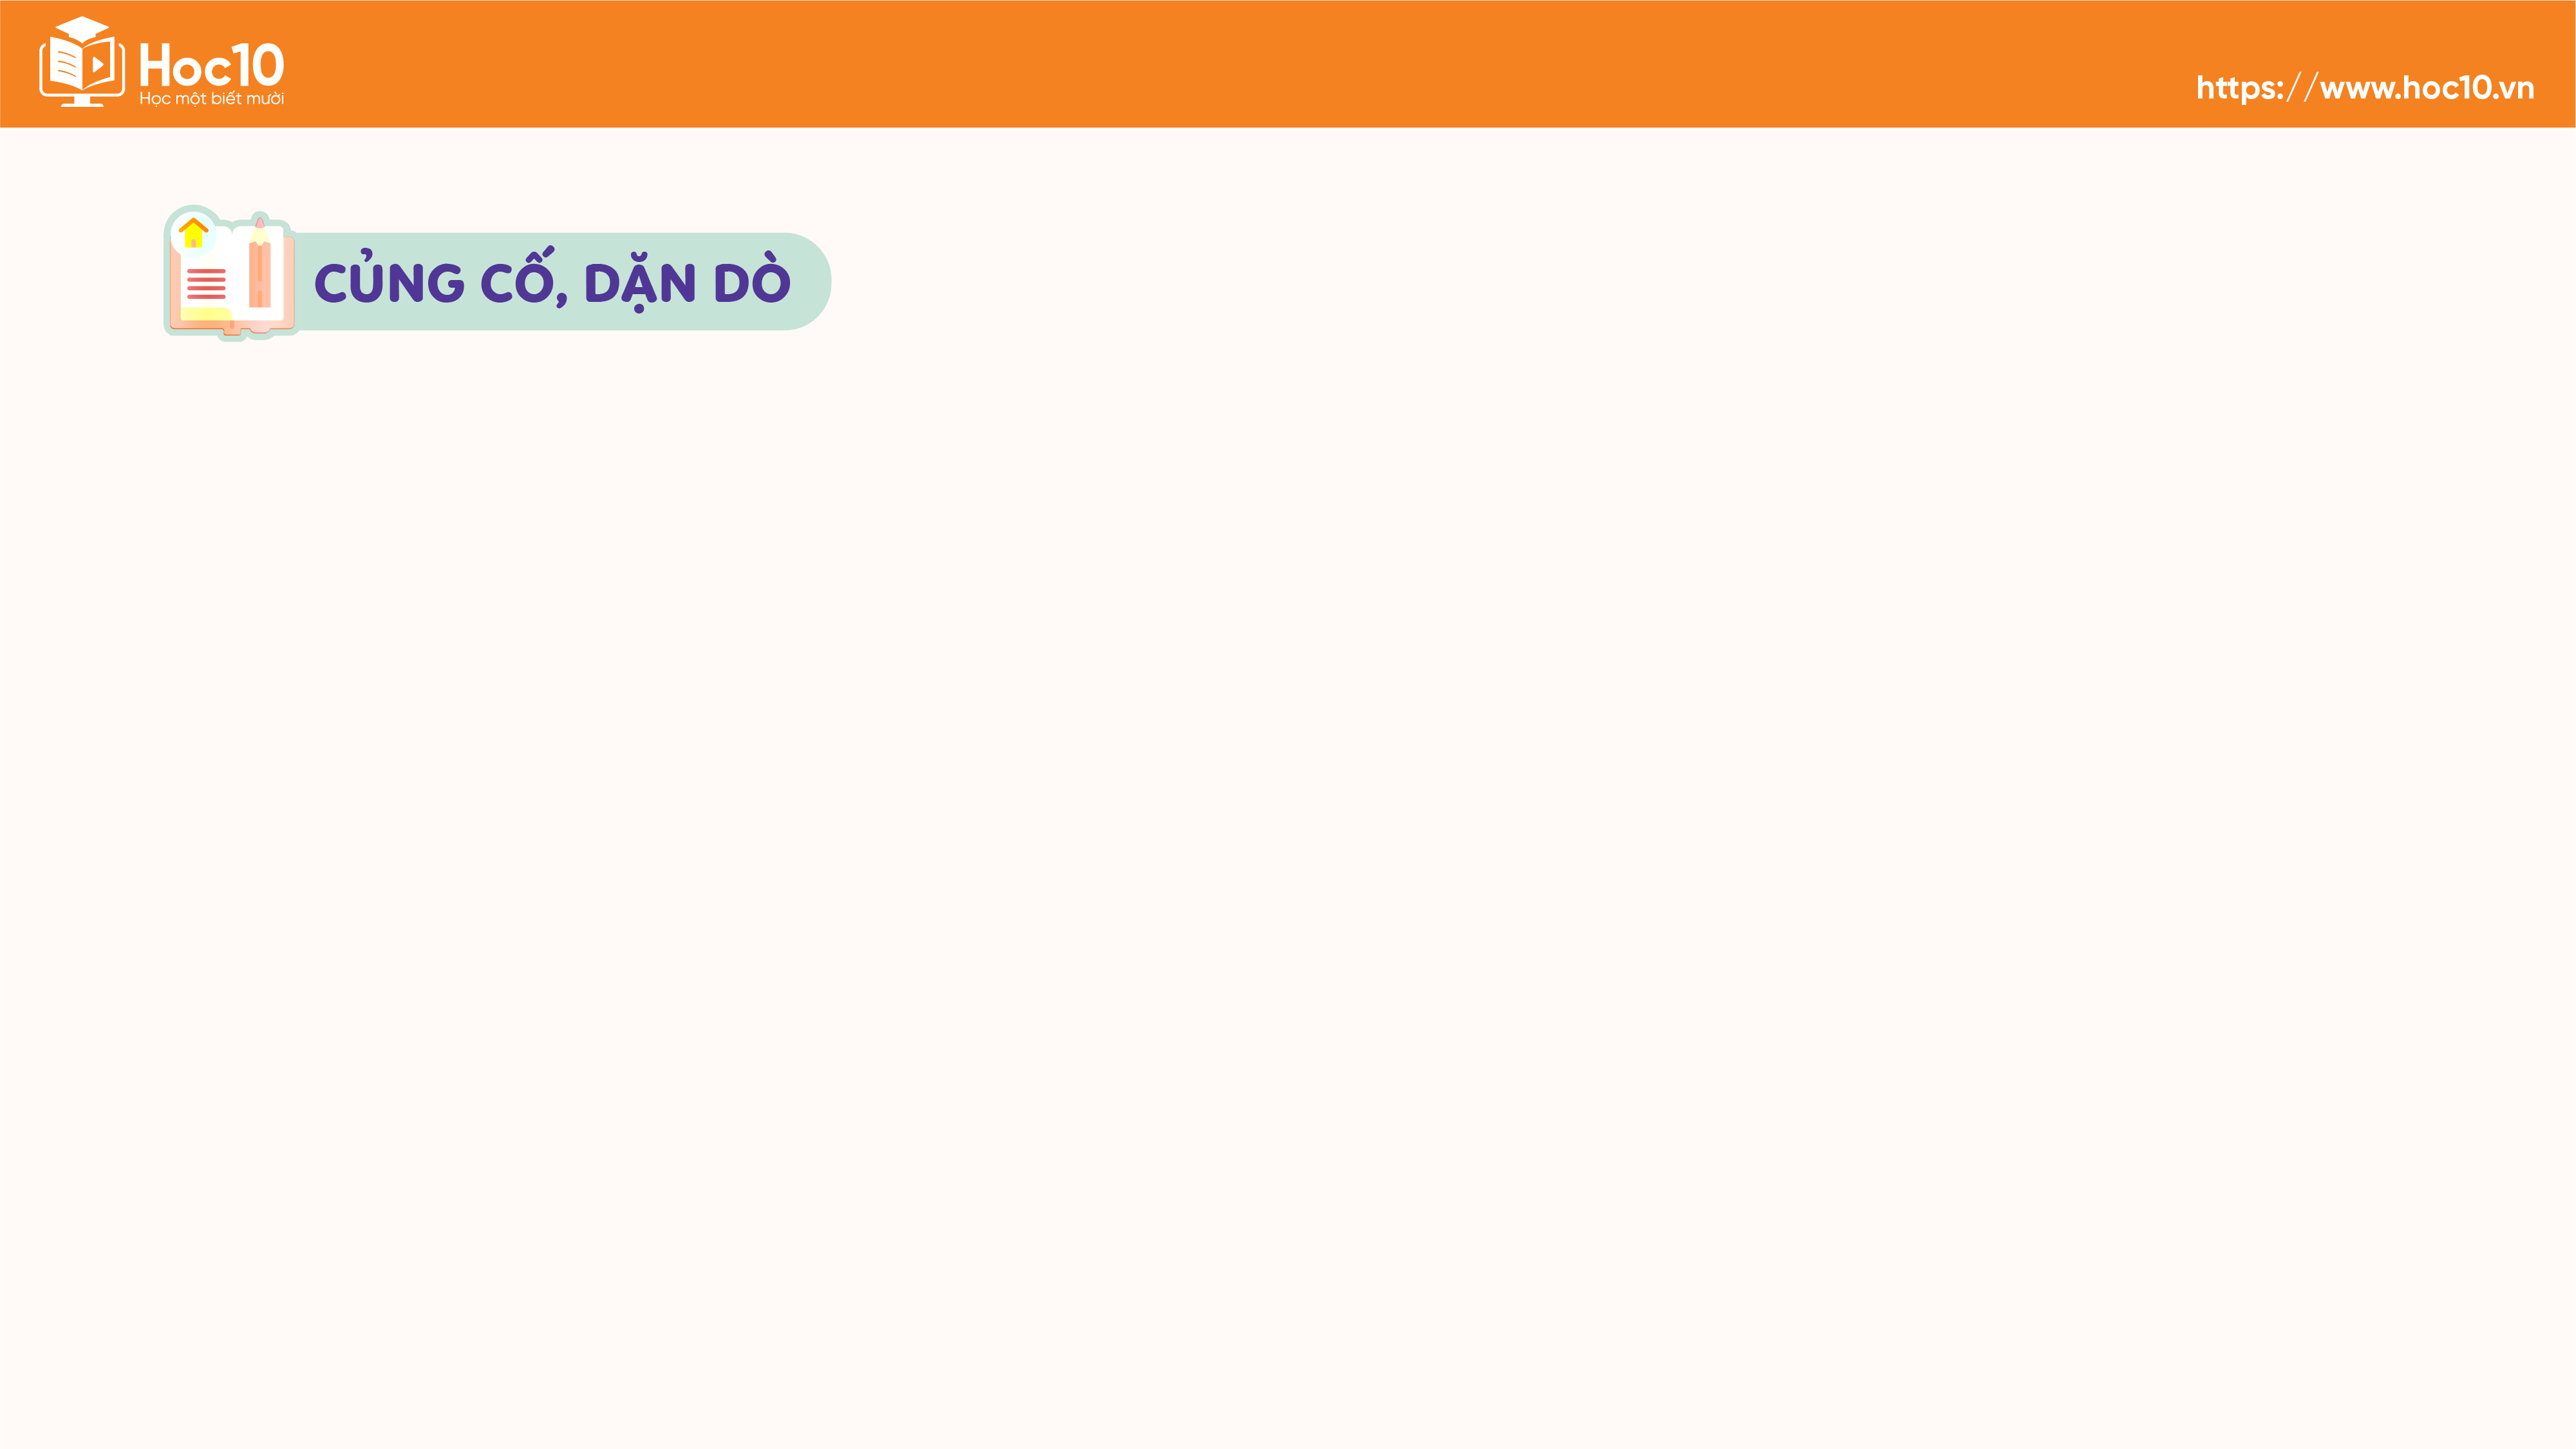 Hoc10
Học một biết mười
https://www.hoc10.vn
CỦNG CỐ, DẶN DÒ